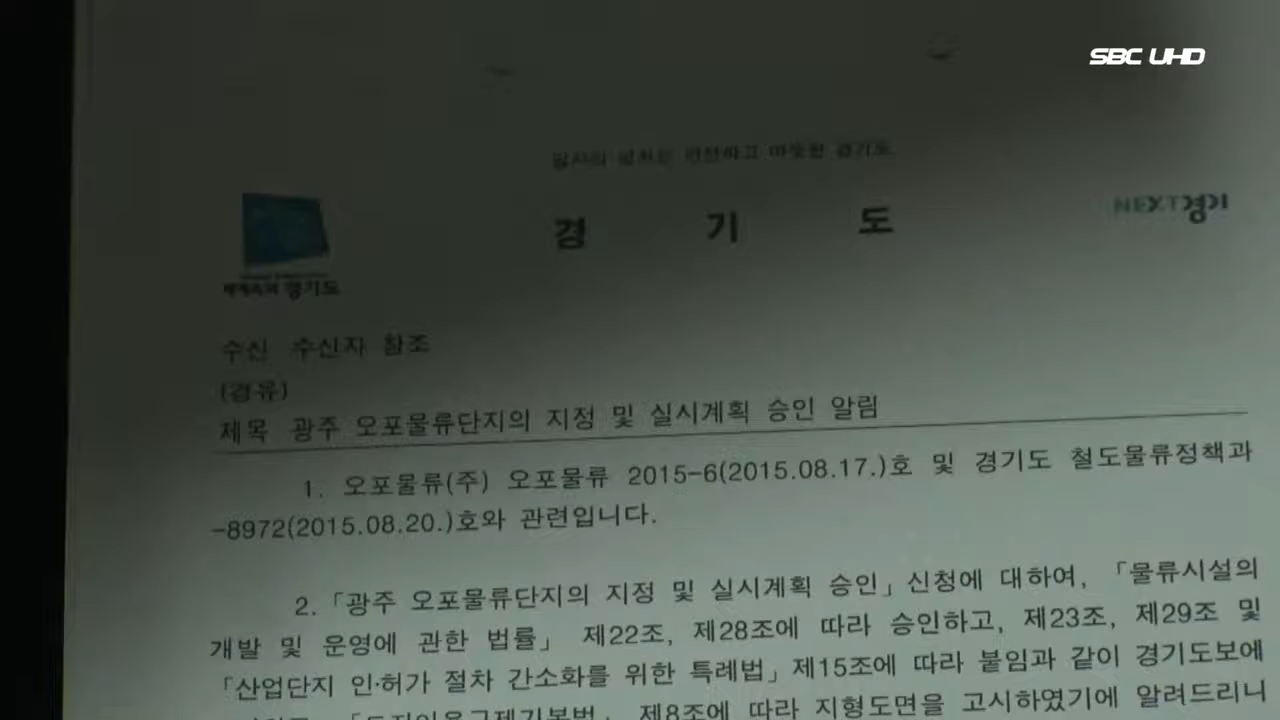 SBC UHD
경 기 도
NEXT경기
세계속의 경기도
수신 수신자 참조
(경유)
제목 광주 오포물류단지의 지정 및 실시계획 승인 알림
1. 오포물류(주) 오포물류 2015-6(2015.08.17.)호 및 경기도 철도물류정책과
-8972(2015.08.20.)호와 관련입니다.
2.「광주 오포물류단지의 지정 및 실시계획 승인」신청에 대하여, 「물류시설의
개발 및 운영에 관한 법률」 제22조, 제28조에 따라 승인하고, 제23조, 제29조 및
「산업단지 인·허가 절차 간소화를 위한 특례법」제15조에 따라 붙임과 같이 경기도보에
제8조에 따라 지형도면을 고시하였기에 알려드리니